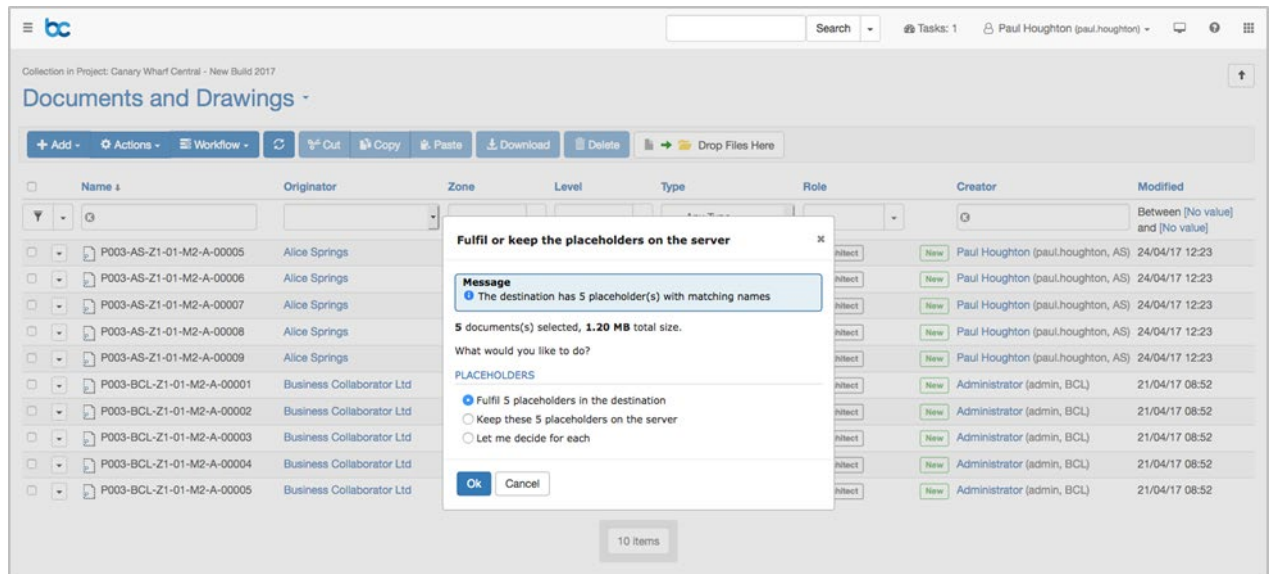 bc
Search
Tasks: 1
Paul Houghton (paul.houghton)
Collection in Project: Canary Wharf Central - New Build 2017
Documents and Drawings
Add
Actions
Workflow
Cut
Copy
Paste
Download
Delete
Drop Files Here
Name Originator Zone Level Type Role Creator Modified
Between [No value]
and [No value]
P003-AS-Z1-01-M2-A-00005 Alice Springs New Paul Houghton (paul.houghton, AS) 24/04/17 12:23
P003-AS-Z1-01-M2-A-00006 Alice Springs New Paul Houghton (paul.houghton, AS) 24/04/17 12:23
P003-AS-Z1-01-M2-A-00007 Alice Springs New Paul Houghton (paul.houghton, AS) 24/04/17 12:23
P003-AS-Z1-01-M2-A-00008 Alice Springs New Paul Houghton (paul.houghton, AS) 24/04/17 12:23
P003-AS-Z1-01-M2-A-00009 Alice Springs New Paul Houghton (paul.houghton, AS) 24/04/17 12:23
P003-BCL-Z1-01-M2-A-00001 Business Collaborator Ltd New Administrator (admin, BCL) 21/04/17 08:52
P003-BCL-Z1-01-M2-A-00002 Business Collaborator Ltd New Administrator (admin, BCL) 21/04/17 08:52
P003-BCL-Z1-01-M2-A-00003 Business Collaborator Ltd New Administrator (admin, BCL) 21/04/17 08:52
P003-BCL-Z1-01-M2-A-00004 Business Collaborator Ltd New Administrator (admin, BCL) 21/04/17 08:52
P003-BCL-Z1-01-M2-A-00005 Business Collaborator Ltd New Administrator (admin, BCL) 21/04/17 08:52
Fulfil or keep the placeholders on the server
Message
The destination has 5 placeholder(s) with matching names
5 documents(s) selected, 1.20 MB total size.
What would you like to do?
PLACEHOLDERS
Fulfil 5 placeholders in the destination
Keep these 5 placeholders on the server
Let me decide for each
Ok
Cancel
10 items